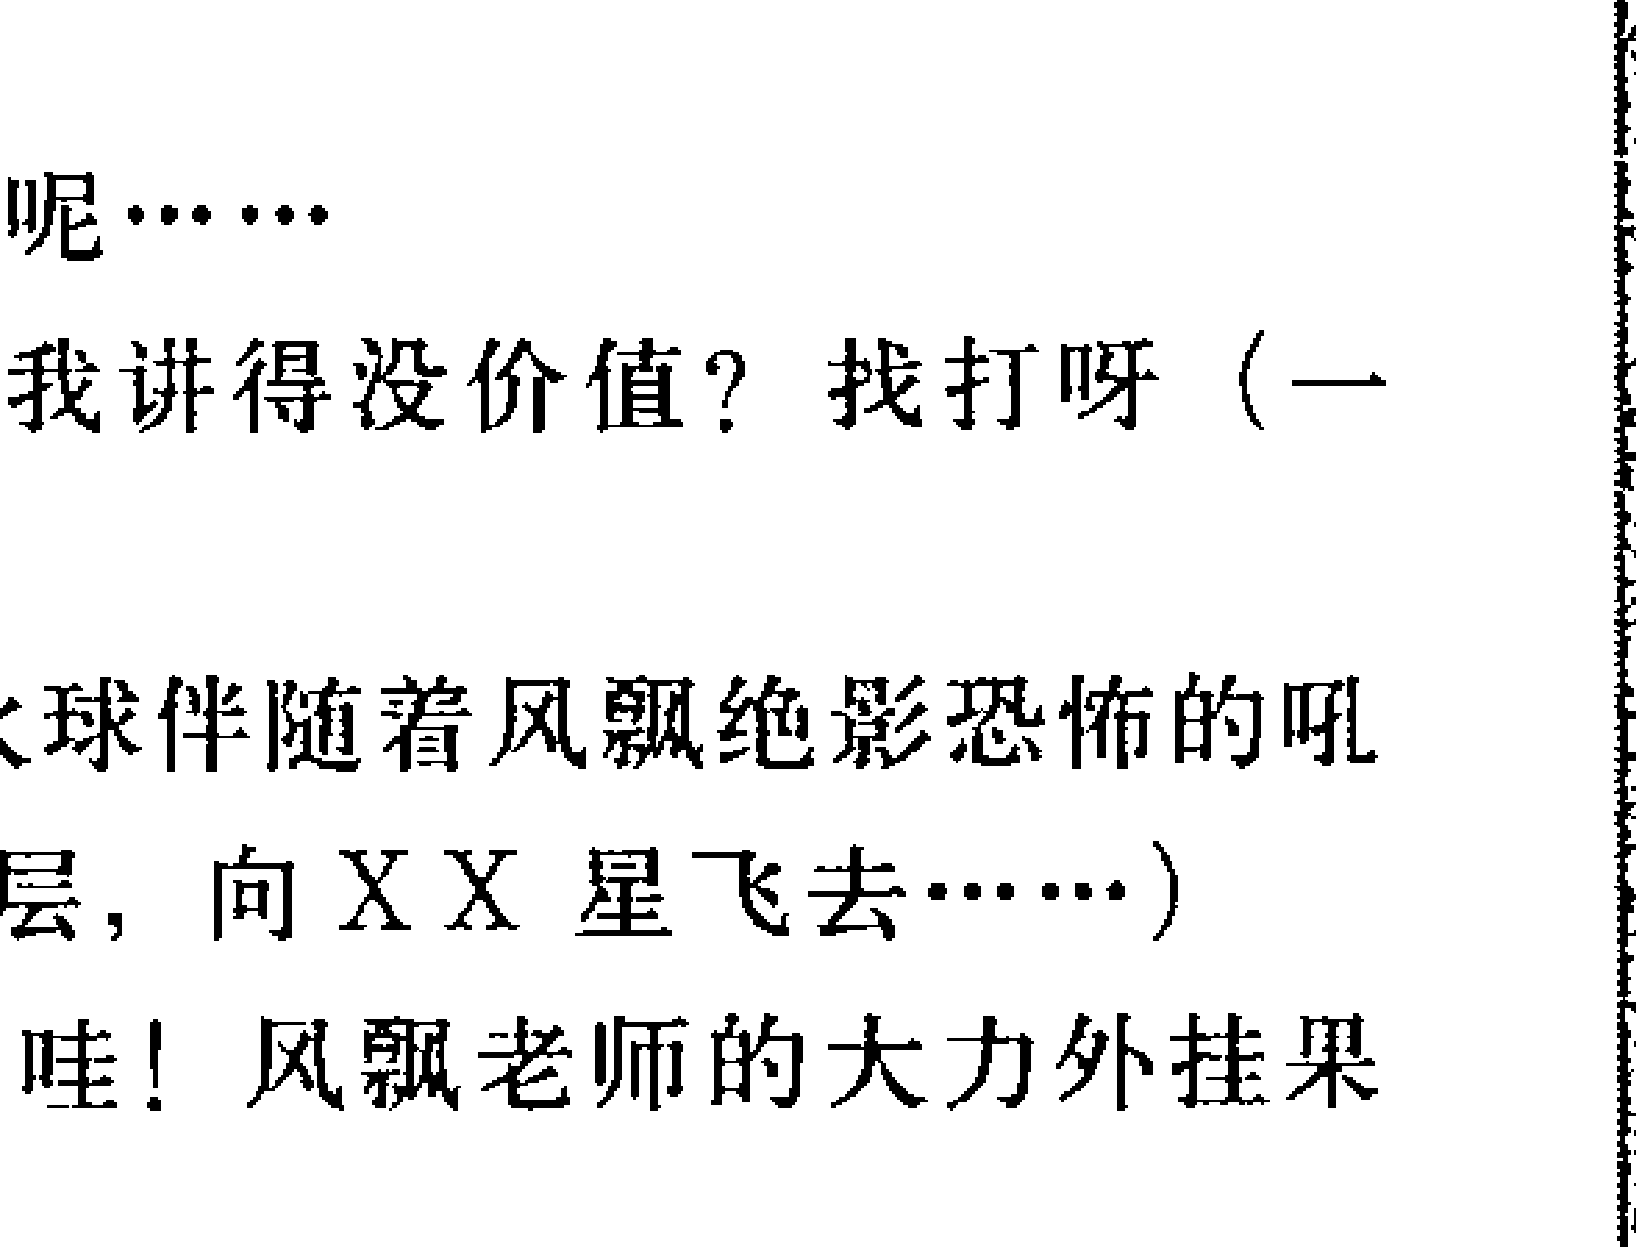 呢……
我讲得没价值？找打呀（一
球伴随着风飘绝影恐怖的吼
层，向XX 星飞去……）
哇！风飘老师的大力外挂果